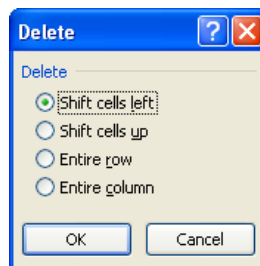 Delete
Delete
Shift cells left
Shift cells up
Entire row
Entire column
OK Cancel